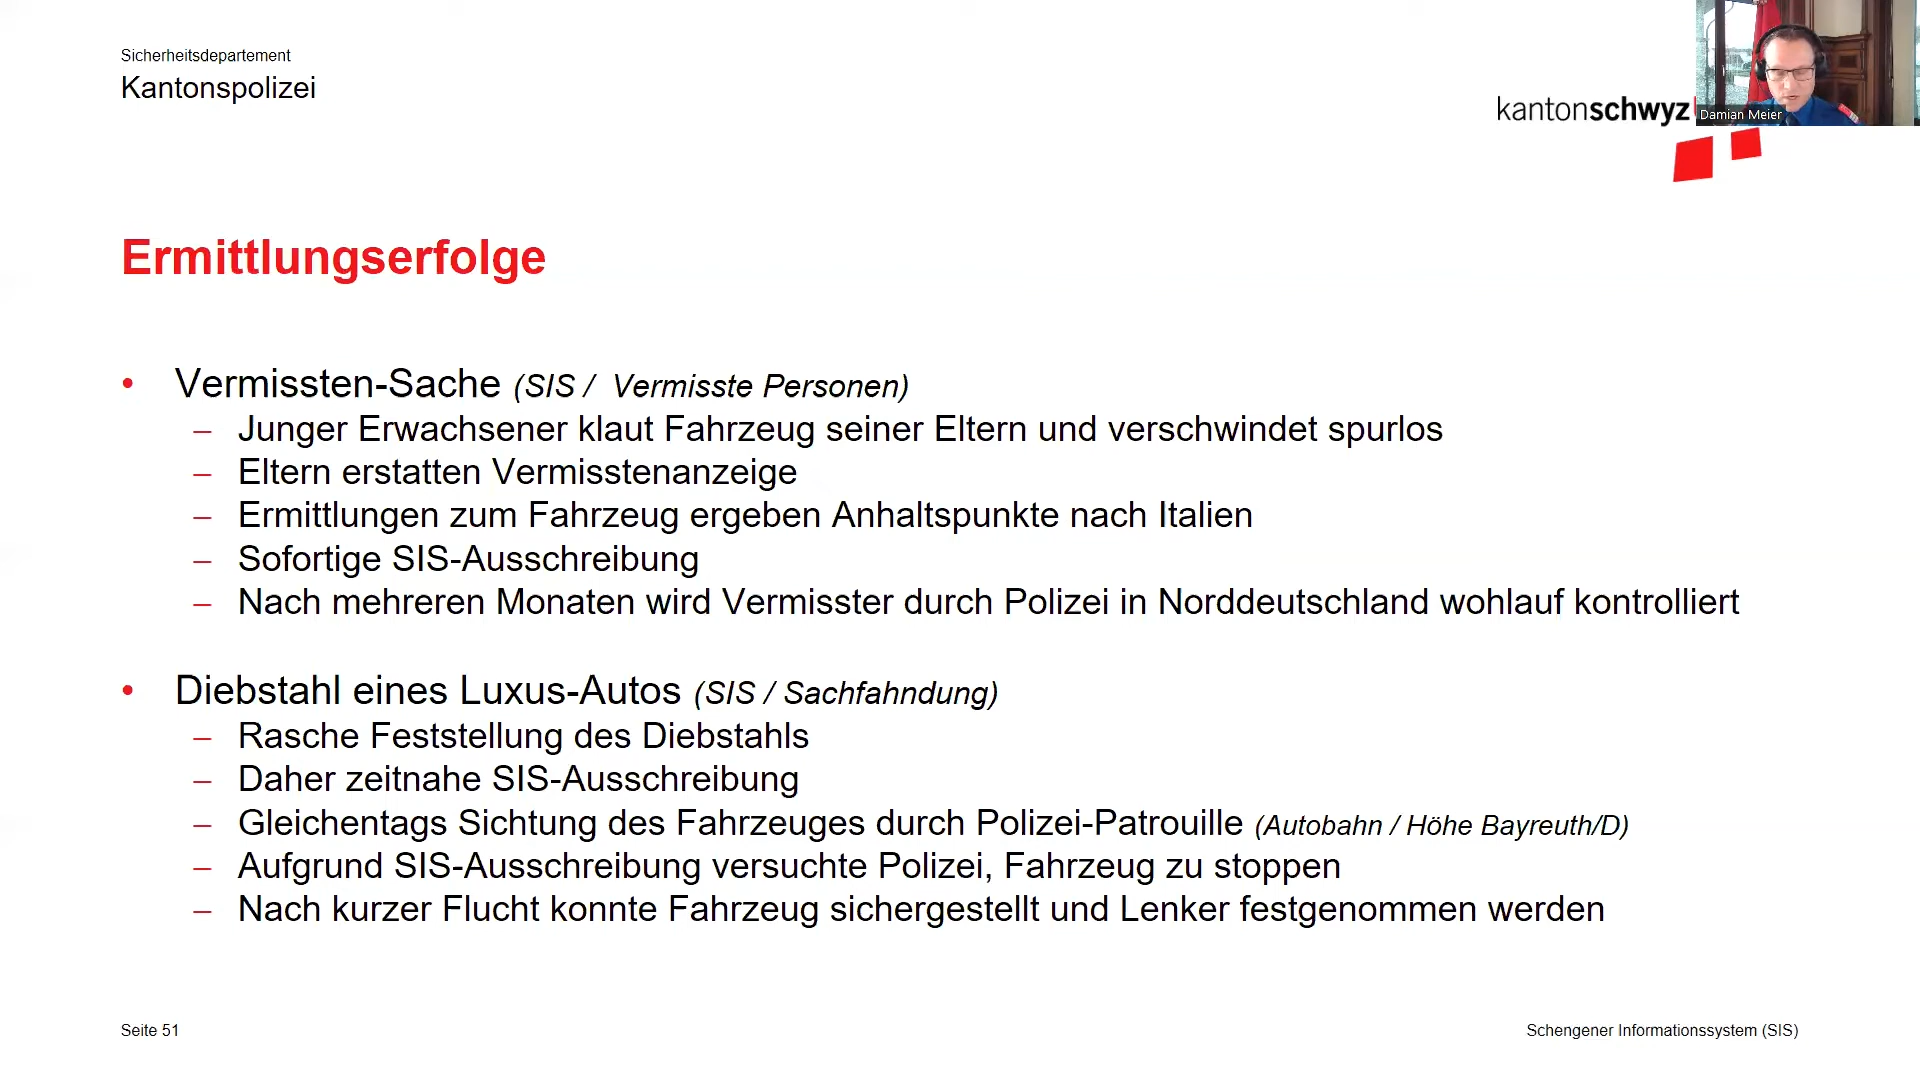 Sicherheitsdepartement
Kantonspolizei
kantonschwyz
Damian Meier
Ermittlungserfolge
• Vermissten-Sache (SIS / Vermisste Personen)
– Junger Erwachsener klaut Fahrzeug seiner Eltern und verschwindet spurlos
– Eltern erstatten Vermisstenanzeige
– Ermittlungen zum Fahrzeug ergeben Anhaltspunkte nach Italien
– Sofortige SIS-Ausschreibung
– Nach mehreren Monaten wird Vermisster durch Polizei in Norddeutschland wohlauf kontrolliert
• Diebstahl eines Luxus-Autos (SIS / Sachfahndung)
– Rasche Feststellung des Diebstahls
– Daher zeitnahe SIS-Ausschreibung
– Gleichentags Sichtung des Fahrzeuges durch Polizei-Patrouille (Autobahn / Höhe Bayreuth/D)
– Aufgrund SIS-Ausschreibung versuchte Polizei, Fahrzeug zu stoppen
– Nach kurzer Flucht konnte Fahrzeug sichergestellt und Lenker festgenommen werden
Seite 51
Schengener Informationssystem (SIS)